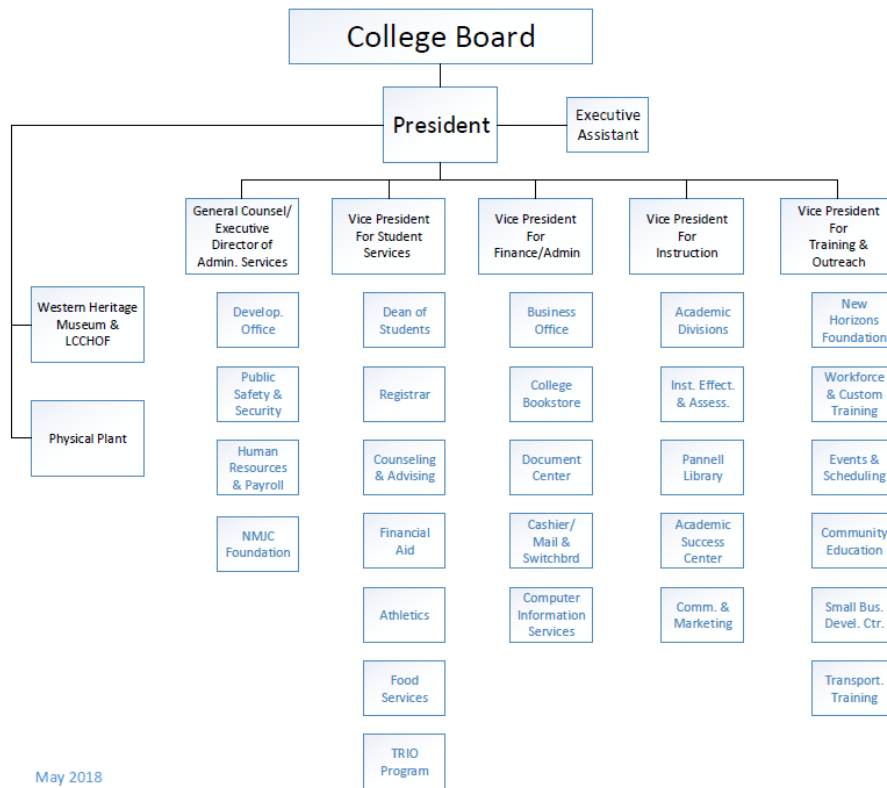 College Board
President
Executive
Assistant
General Counsel/
Executive
Director of
Admin. Services
Vice President
For Student
Services
Vice President
For
Finance/Admin
Vice President
For
Instruction
Vice President
For
Training &
Outreach
Western Heritage
Museum &
LCCHOF
Physical Plant
Develop.
Office
Public
Safety &
Security
Human
Resources
& Payroll
NMJC
Foundation
Dean of
Students
Registrar
Counseling
& Advising
Financial
Aid
Athletics
Food
Services
TRIO
Program
Business
Office
College
Bookstore
Document
Center
Cashier/
Mail &
Switchbrd
Computer
Information
Services
Academic
Divisions
Inst. Effect.
& Assess.
Pannell
Library
Academic
Success
Center
Comm. &
Marketing
New
Horizons
Foundation
Workforce
& Custom
Training
Events &
Scheduling
Community
Education
Small Bus.
Devel. Ctr.
Transport.
Training
May 2018